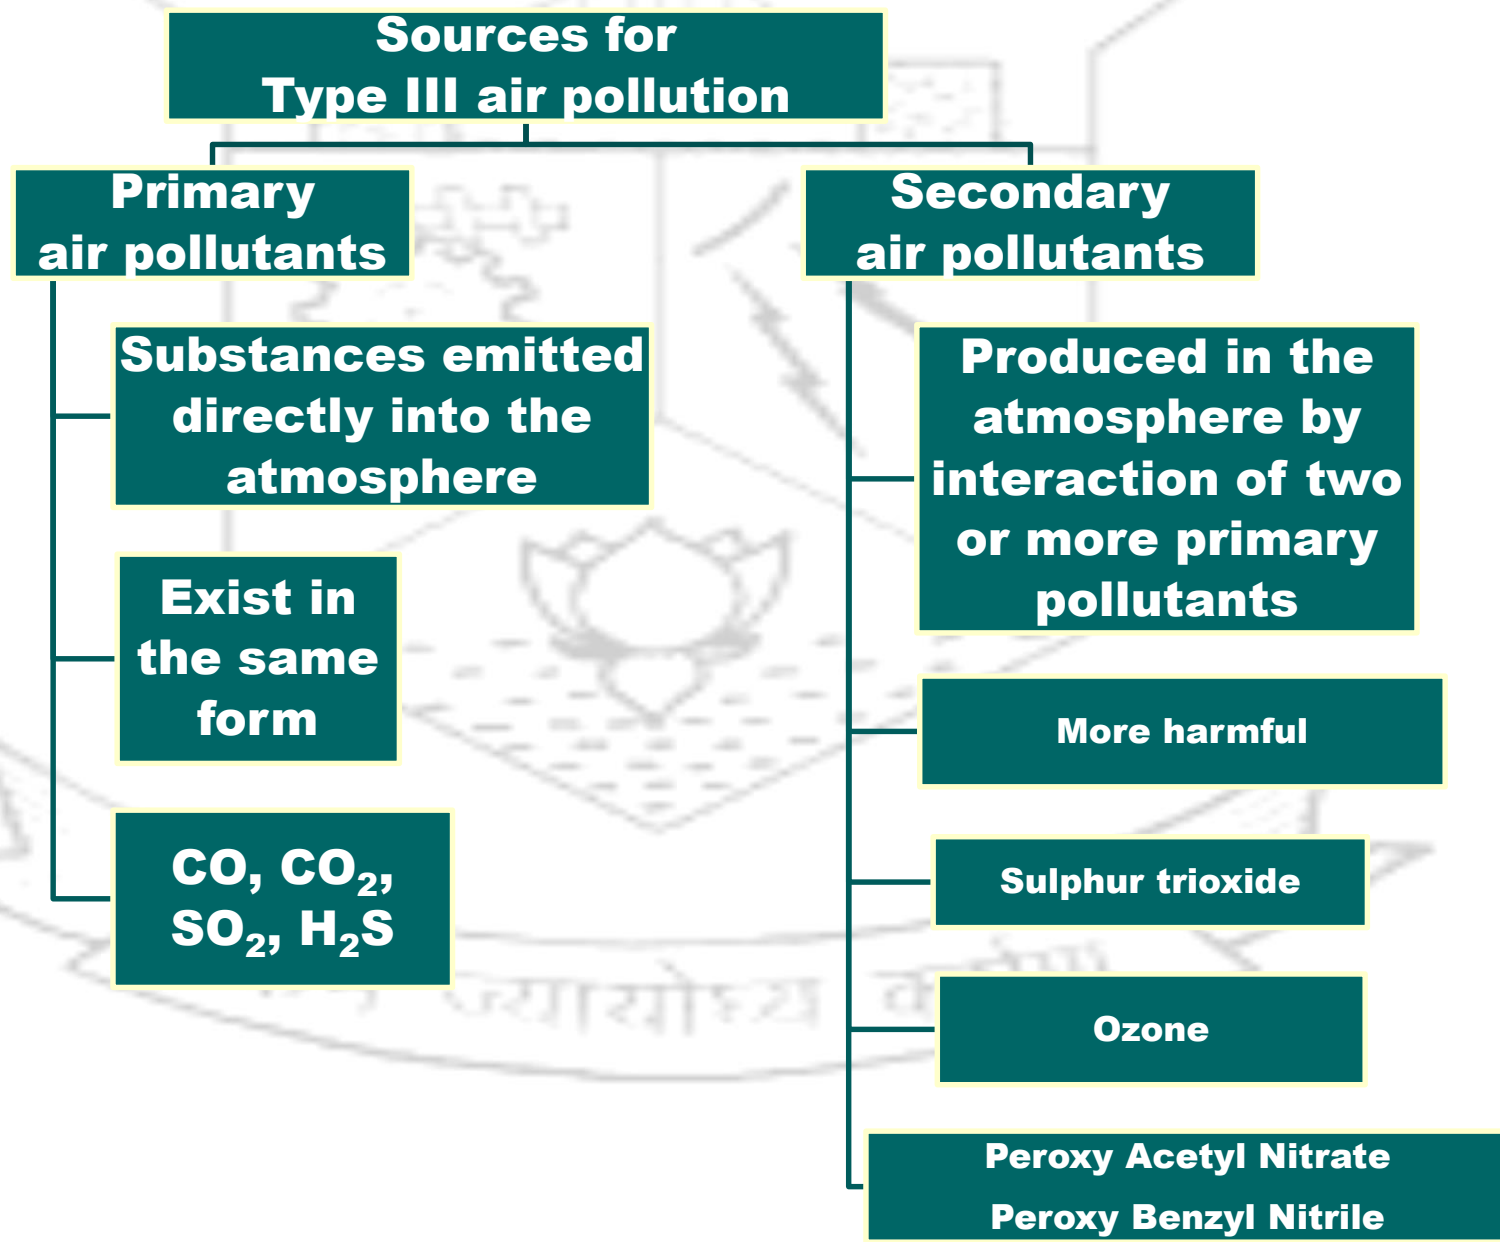 Sources for
Type III air pollution
Primary
air pollutants
Substances emitted
directly into the
atmosphere
Exist in
the same
form
CO, CO₂,
SO₂, H₂S
Secondary
air pollutants
Produced in the
atmosphere by
interaction of two
or more primary
pollutants
More harmful
Sulphur trioxide
Ozone
Peroxy Acetyl Nitrate
Peroxy Benzyl Nitrile